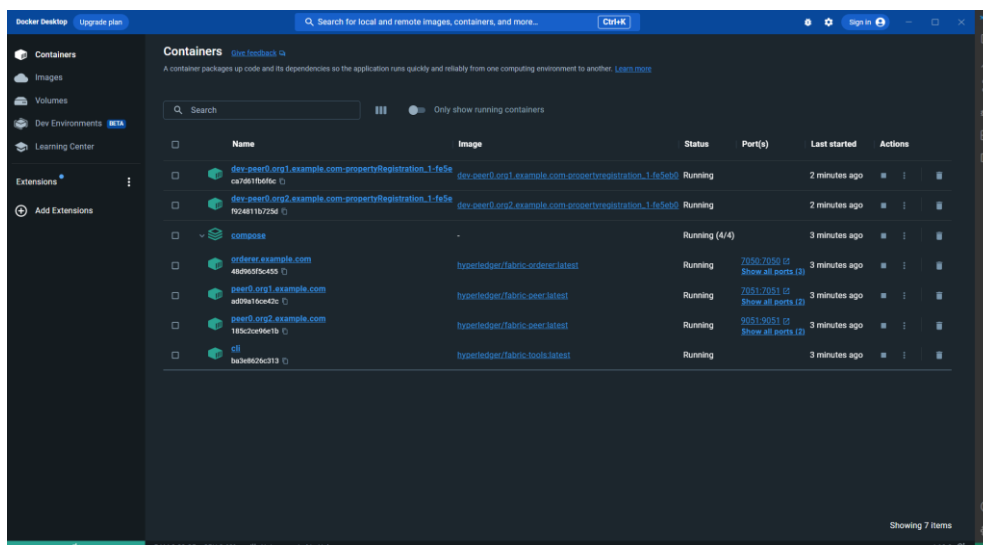 Docker Desktop Upgrade plan Search for local and remote images, containers, and more... Ctrl+K Sign in
Containers
Images
Volumes
Dev Environments BETA
Learning Center
Extensions
Add Extensions
Containers Give feedback
A container packages up code and its dependencies so the application runs quickly and reliably from one computing environment to another. Learn more
Search Only show running containers
Name Image Status Port(s) Last started Actions
dev-peer0.org1.example.com-propertyRegistration_1-fe5e dev-peer0.org1.example.com-propertyregistration_1-fe5eb0 Running 2 minutes ago
ca7d61fb6f6c
dev-peer0.org2.example.com-propertyRegistration_1-fe5e dev-peer0.org2.example.com-propertyregistration_1-fe5eb0 Running 2 minutes ago
f924811b725d
compose - Running (4/4) 3 minutes ago
orderer.example.com hyperledger/fabric-orderer:latest Running 7050:7050 3 minutes ago
48d965f5c455 Show all ports (2)
peer0.org1.example.com hyperledger/fabric-peer:latest Running 7051:7051 3 minutes ago
ad09a16ce42c Show all ports (2)
peer0.org2.example.com hyperledger/fabric-peer:latest Running 9051:9051 3 minutes ago
185c2ce96e1b Show all ports (2)
cli hyperledger/fabric-tools:latest Running 3 minutes ago
ba3e8626c313
Showing 7 items